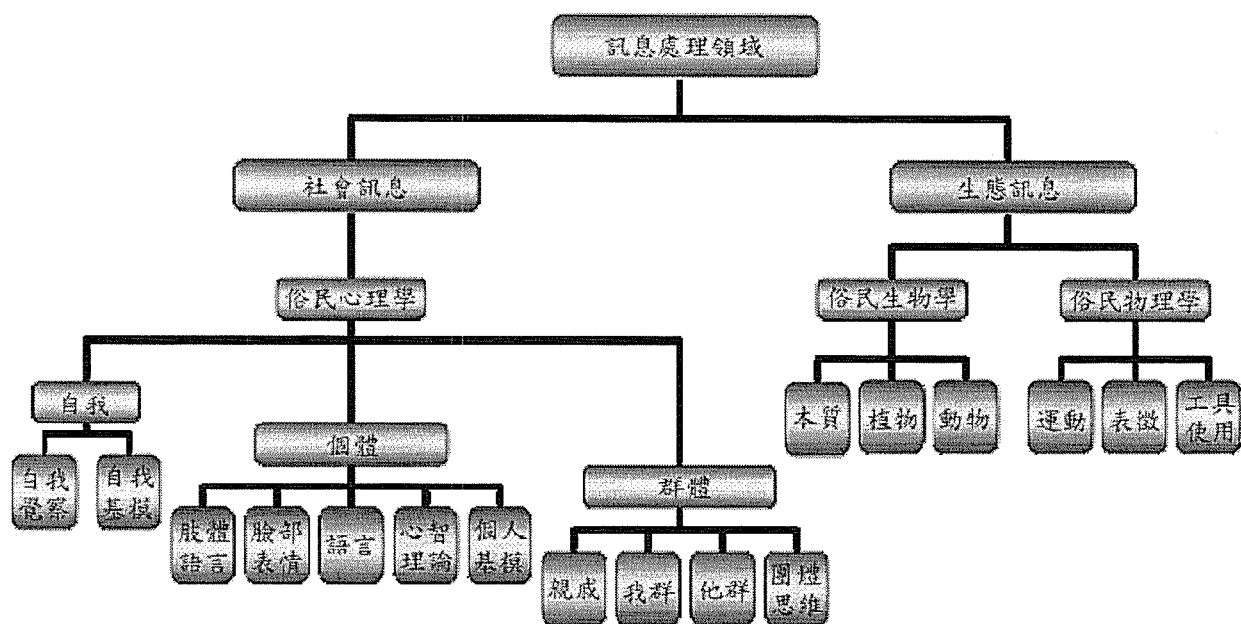 訊息處理領域
社會訊息
生態訊息
俗民心理學
俗民生物學
俗民物理學
自我
個體
群體
本質
植物
動物
運動
表徵
工具
使用
自我
覺察
自我
基模
肢體
語言
臉部
表情
語言
心智
理論
個人
基模
親戚
我群
他群
團體
思維